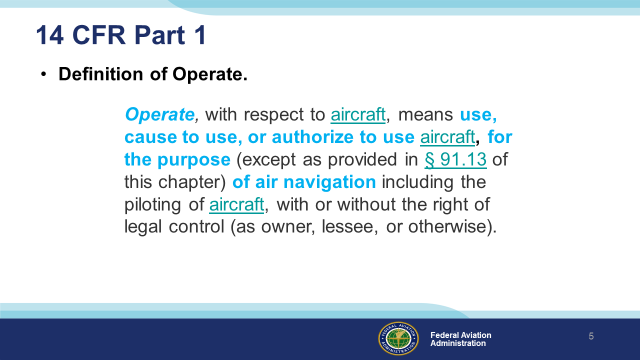 14 CFR Part 1
• Definition of Operate.
Operate, with respect to aircraft, means use,
cause to use, or authorize to use aircraft, for
the purpose (except as provided in § 91.13 of
this chapter) of air navigation including the
piloting of aircraft, with or without the right of
legal control (as owner, lessee, or otherwise).
Federal Aviation
Administration
5